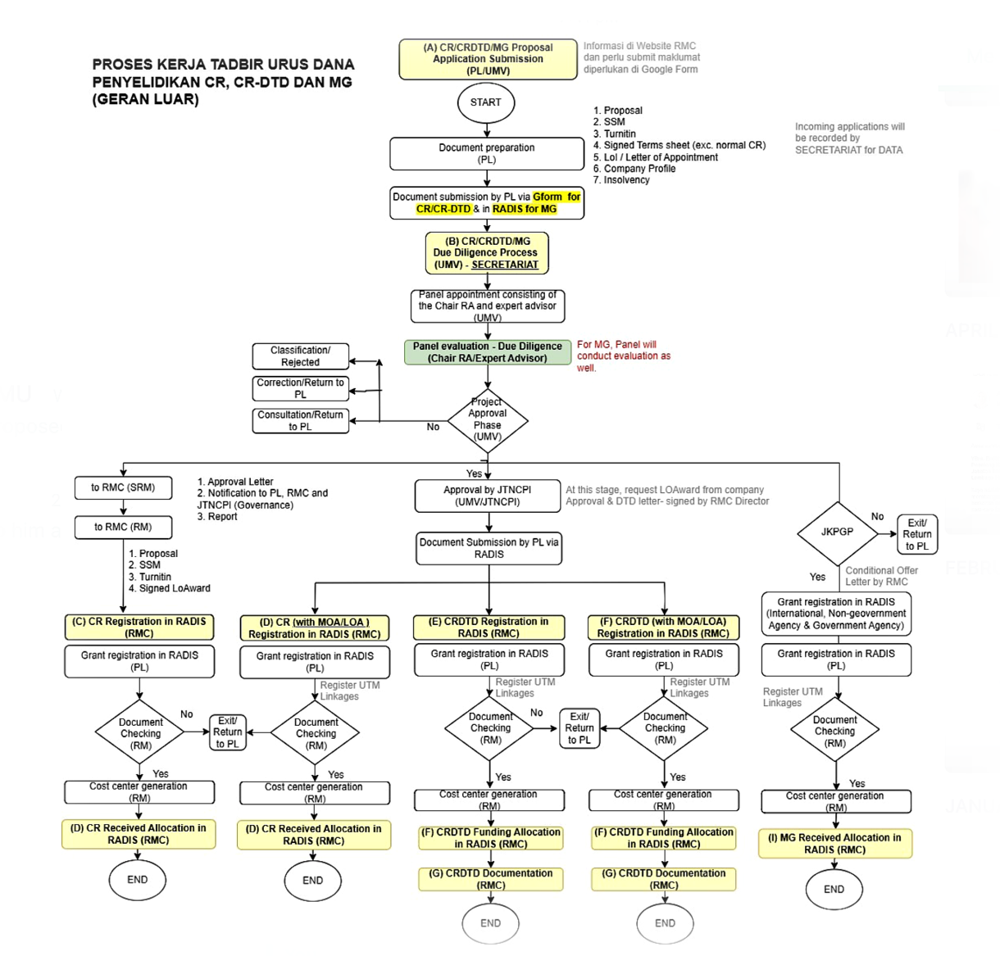 PROSES KERJA TADBIR URUS DANA
PENYELIDIKAN CR, CR-DTD DAN MG
(GERAN LUAR)
(A) CR/CRDTD/MG Proposal
Application Submission
(PL/UMV)
Informasi di Website RMC
dan perlu submit maklumat
diperlukan di Google Form
START
1. Proposal
2. SSM
3. Turnitin
4. Signed Terms sheet (exc. normal CR)
5. LoI / Letter of Appointment
6. Company Profile
7. Insolvency
Incoming applications will
be recorded by
SECRETARIAT for DATA
Document preparation
(PL)
Document submission by PL via Gform for
CR/CR-DTD & in RADIS for MG
(B) CR/CRDTD/MG
Due Diligence Process
(UMV) - SECRETARIAT
Panel appointment consisting of
the Chair RA and expert advisor
(UMV)
Panel evaluation - Due Diligence
(Chair RA/Expert Advisor)
For MG, Panel will
conduct evaluation as
well.
Classification/
Rejected
Correction/Return to
PL
Consultation/Return
to PL
No
Project
Approval
Phase
(UMV)
Yes
to RMC (SRM)
to RMC (RM)
1. Approval Letter
2. Notification to PL, RMC and
JTNCPI (Governance)
3. Report
Approval by JTNCPI
(UMV/JTNCPI)
At this stage, request LOAward from company
Approval & DTD letter- signed by RMC Director
Document Submission by PL via
RADIS
JKPGP
No
Exit/
Return
to PL
Yes
Conditional Offer
Letter by RMC
1. Proposal
2. SSM
3. Turnitin
4. Signed LoAward
Grant registration in RADIS
(International, Non-geovernment
Agency & Government Agency)
(C) CR Registration in RADIS
(RMC)
(D) CR (with MOA/LOA )
Registration in RADIS (RMC)
(E) CRDTD Registration
in RADIS (RMC)
(F) CRDTD (with MOA/LOA)
Registration in RADIS (RMC)
Grant registration in RADIS
(PL)
Grant registration in RADIS
(PL)
Grant registration in RADIS
(PL)
Grant registration in RADIS
(PL)
Grant registration in RADIS
(PL)
Register UTM
Linkages
Register UTM
Linkages
Register UTM
Linkages
Register UTM
Linkages
Document
Checking
(RM)
No
Exit/
Return
to PL
Document
Checking
(RM)
Document
Checking
(RM)
No
Exit/
Return
to PL
Document
Checking
(RM)
Document
Checking
(RM)
Yes
Yes
Yes
Yes
Yes
Cost center generation
(RM)
Cost center generation
(RM)
Cost center generation
(RM)
Cost center generation
(RM)
Cost center generation
(RM)
(D) CR Received Allocation in
RADIS (RMC)
(D) CR Received Allocation in
RADIS (RMC)
(F) CRDTD Funding Allocation
in RADIS (RMC)
(F) CRDTD Funding Allocation
in RADIS (RMC)
(I) MG Received Allocation in
RADIS (RMC)
(G) CRDTD Documentation
(RMC)
(G) CRDTD Documentation
(RMC)
END
END
END
END
END